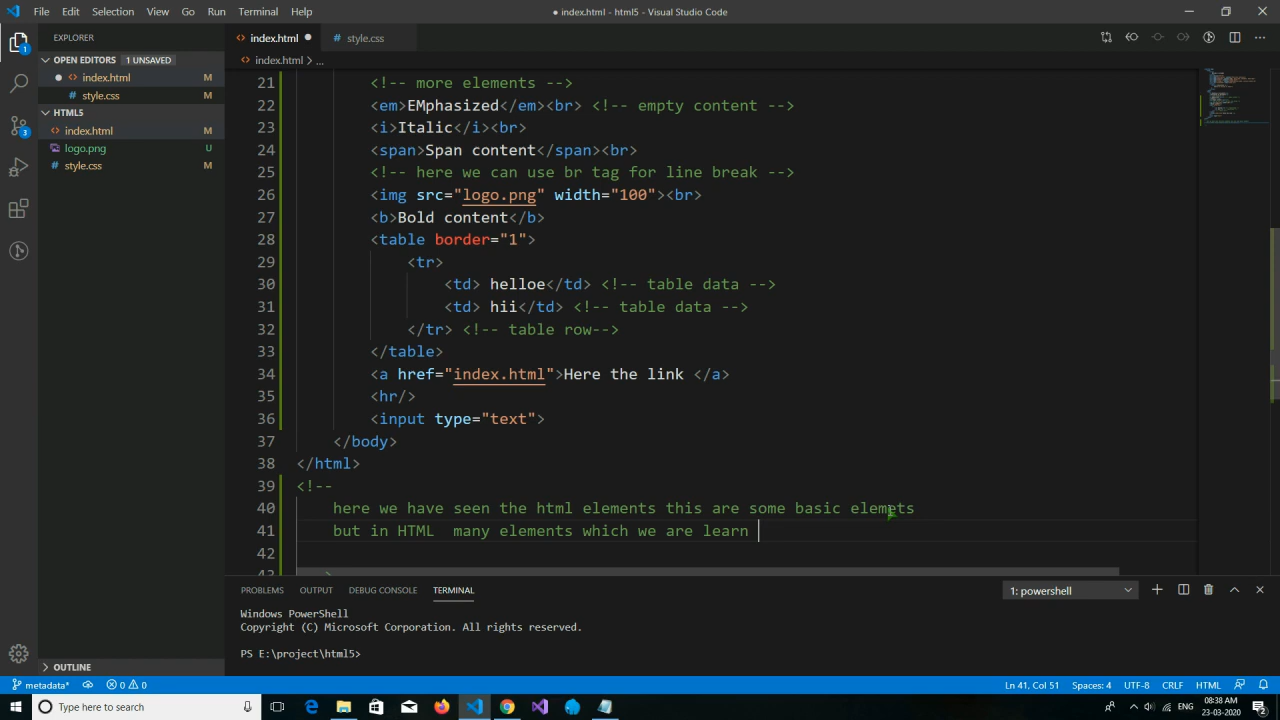 File Edit Selection View Go Run Terminal Help
● index.html - html5 - Visual Studio Code
EXPLORER
OPEN EDITORS 1 UNSAVED
index.html M
style.css M
HTML5
index.html M
logo.png U
style.css M
OUTLINE
index.html
style.css
index.html > ...
21 <!-- more elements -->
22 <em>EMphasized</em><br> <!-- empty content -->
23 <i>Italic</i><br>
24 <span>Span content</span><br>
25 <!-- here we can use br tag for line break -->
26 <img src="logo.png" width="100"><br>
27 <b>Bold content</b>
28 <table border="1">
29 <tr>
30 <td> helloe</td> <!-- table data -->
31 <td> hii</td> <!-- table data -->
32 </tr> <!-- table row-->
33 </table>
34 <a href="index.html">Here the link </a>
35 <hr/>
36 <input type="text">
37 </body>
38 </html>
39 <!--
40 here we have seen the html elements this are some basic elemets
41 but in HTML  many elements which we are learn
42
PROBLEMS OUTPUT DEBUG CONSOLE TERMINAL
1: powershell
Windows PowerShell
Copyright (C) Microsoft Corporation. All rights reserved.
PS E:\project\html5>
metadata* 0 0
Ln 41, Col 51 Spaces: 4 UTF-8 CRLF HTML
Type here to search
ENG
08:38 AM
23-03-2020
1
3
2